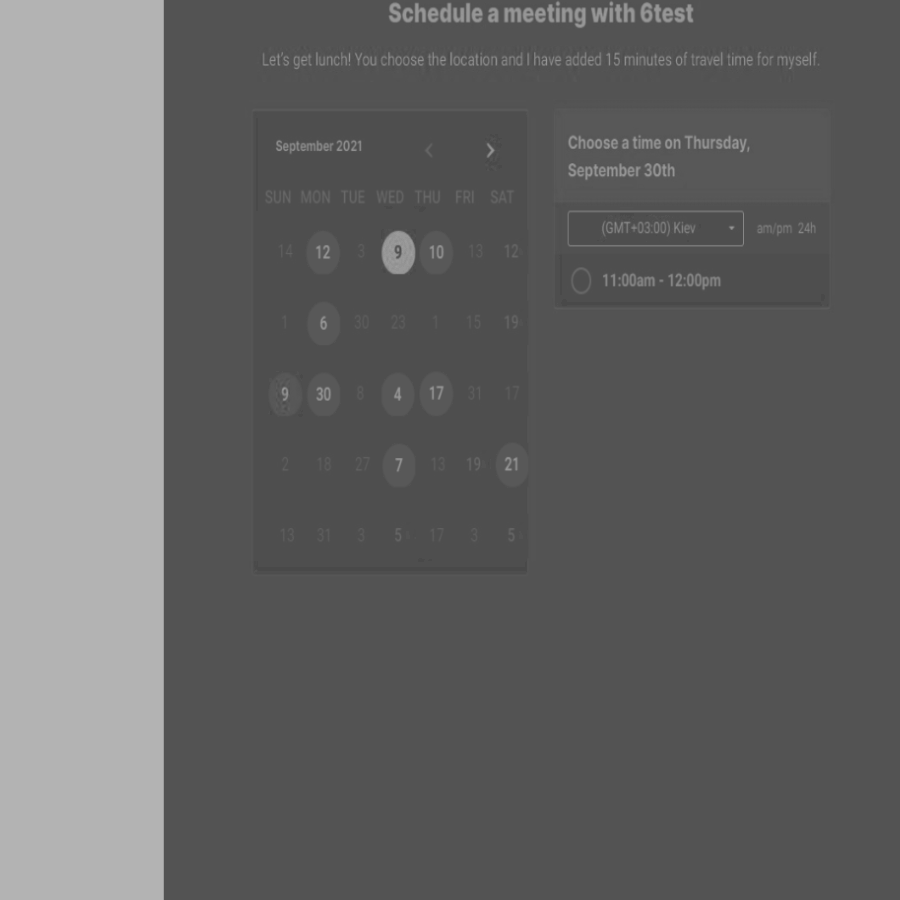 Schedule a meeting with 6test
Let's get lunch! You choose the location and I have added 15 minutes of travel time for myself.
September 2021
SUN MON TUE WED THU FRI SAT
14 12 3 9 10 13 12
1 6 30 23 1 15 19
9 30 8 4 17 31 17
2 18 27 7 13 19 21
13 31 3 5 17 3 5
Choose a time on Thursday,
September 30th
(GMT+03:00) Kiev am/pm 24h
11:00am - 12:00pm